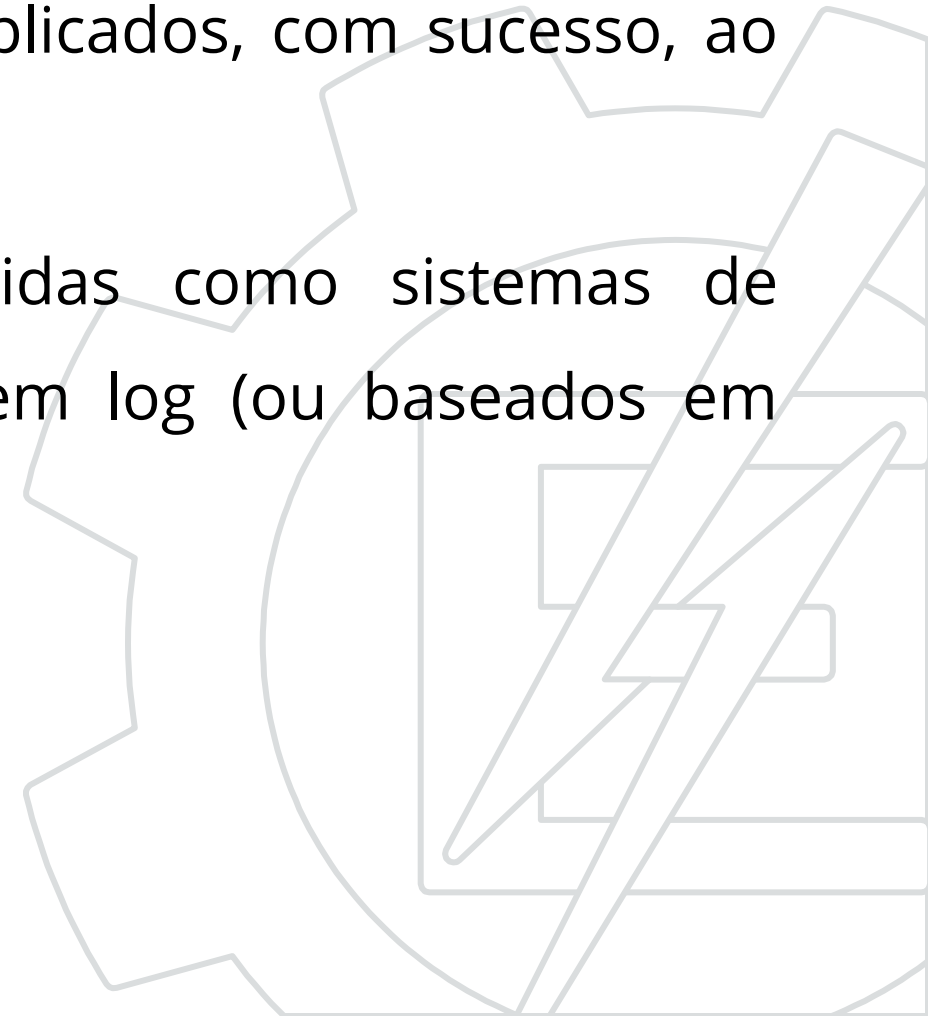 plicados, com sucesso, ao
idas como sistemas de
em log (ou baseados em